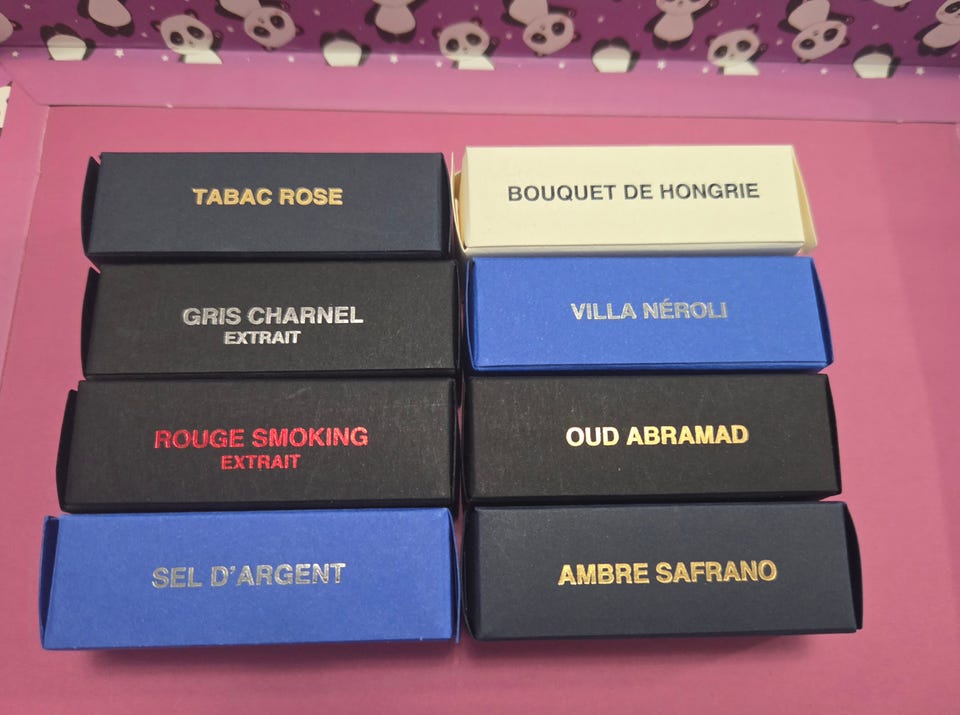 TABAC ROSE
GRIS CHARNEL
EXTRAIT
ROUGE SMOKING
EXTRAIT
SEL D'ARGENT
BOUQUET DE HONGRIE
VILLA NÉROLI
OUD ABRAMAD
AMBRE SAFRANO